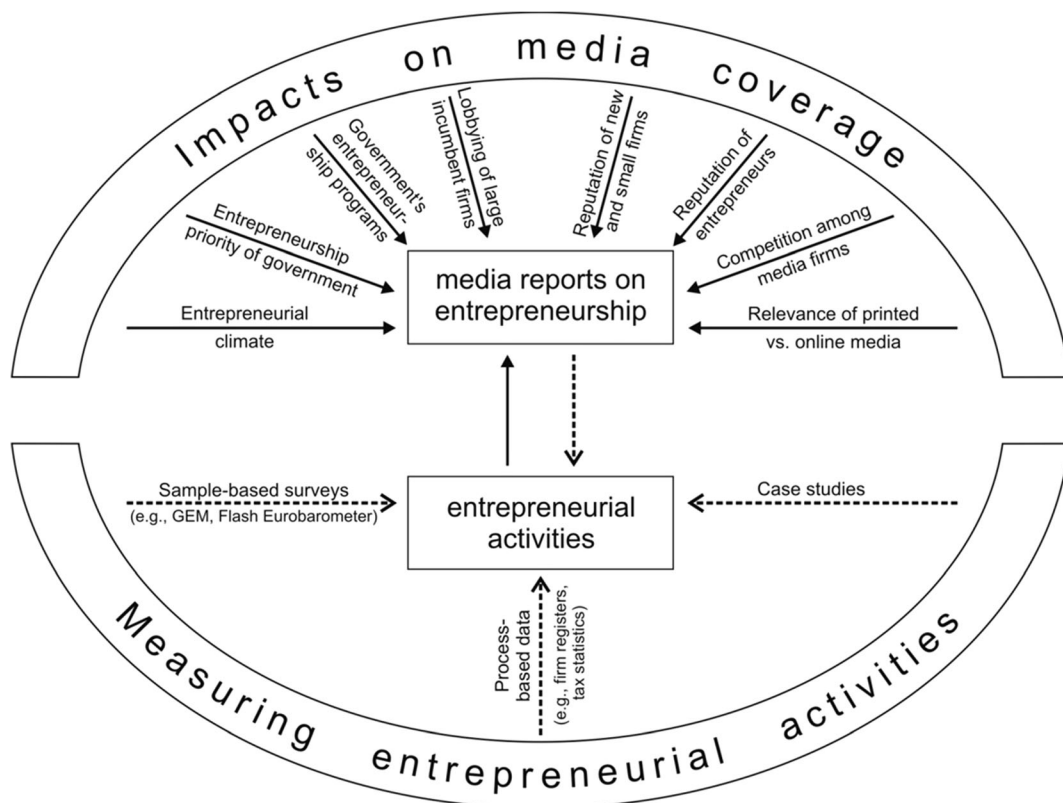 Impacts on media coverage
Lobbying of large
incumbent firms
Government's
entrepreneur-
ship programs
Entrepreneurship
priority of government
Entrepreneurial
climate
Reputation of new
and small firms
Reputation of
entrepreneurs
Competition among
media firms
Relevance of printed
vs. online media
media reports on
entrepreneurship
Sample-based surveys
(e.g., GEM, Flash Eurobarometer)
entrepreneurial
activities
Case studies
Process-
based data
(e.g., firm registers,
tax statistics)
Measuring entrepreneurial activities